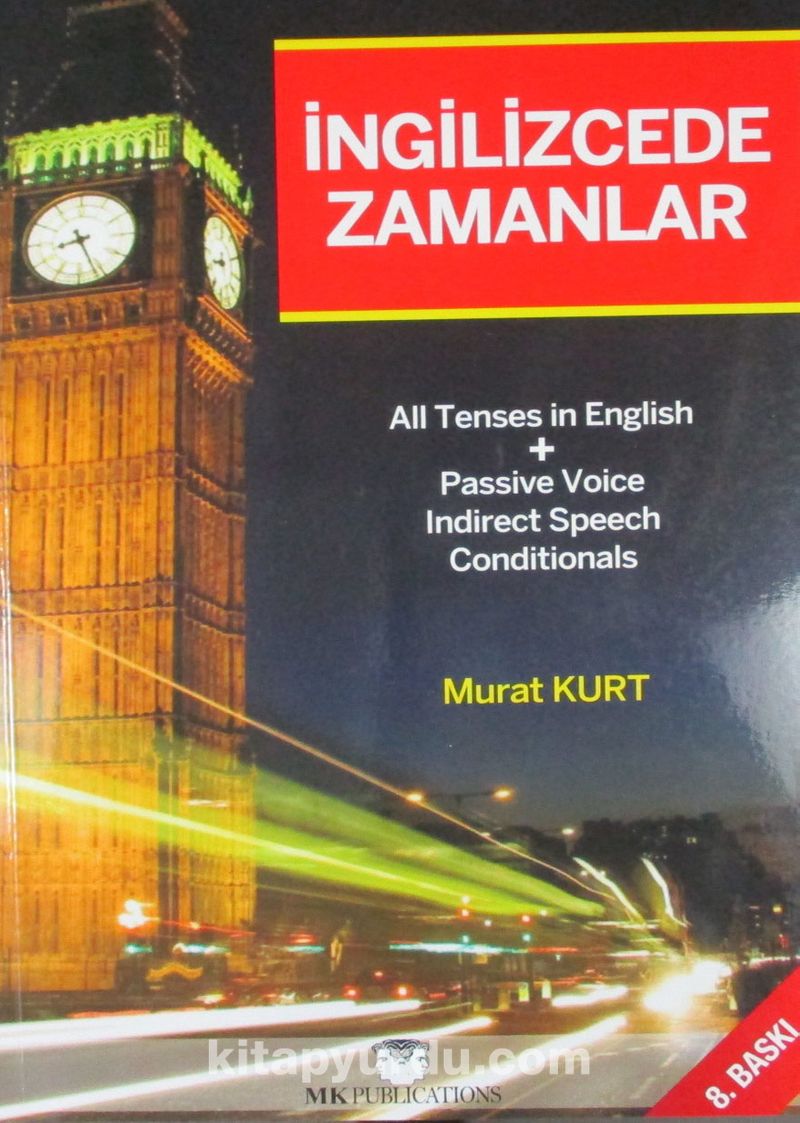 İNGİLİZCEDE
ZAMANLAR
All Tenses in English
+
Passive Voice
Indirect Speech
Conditionals
Murat KURT
kitapyurdu.com
MK PUBLICATIONS
8. BASKI